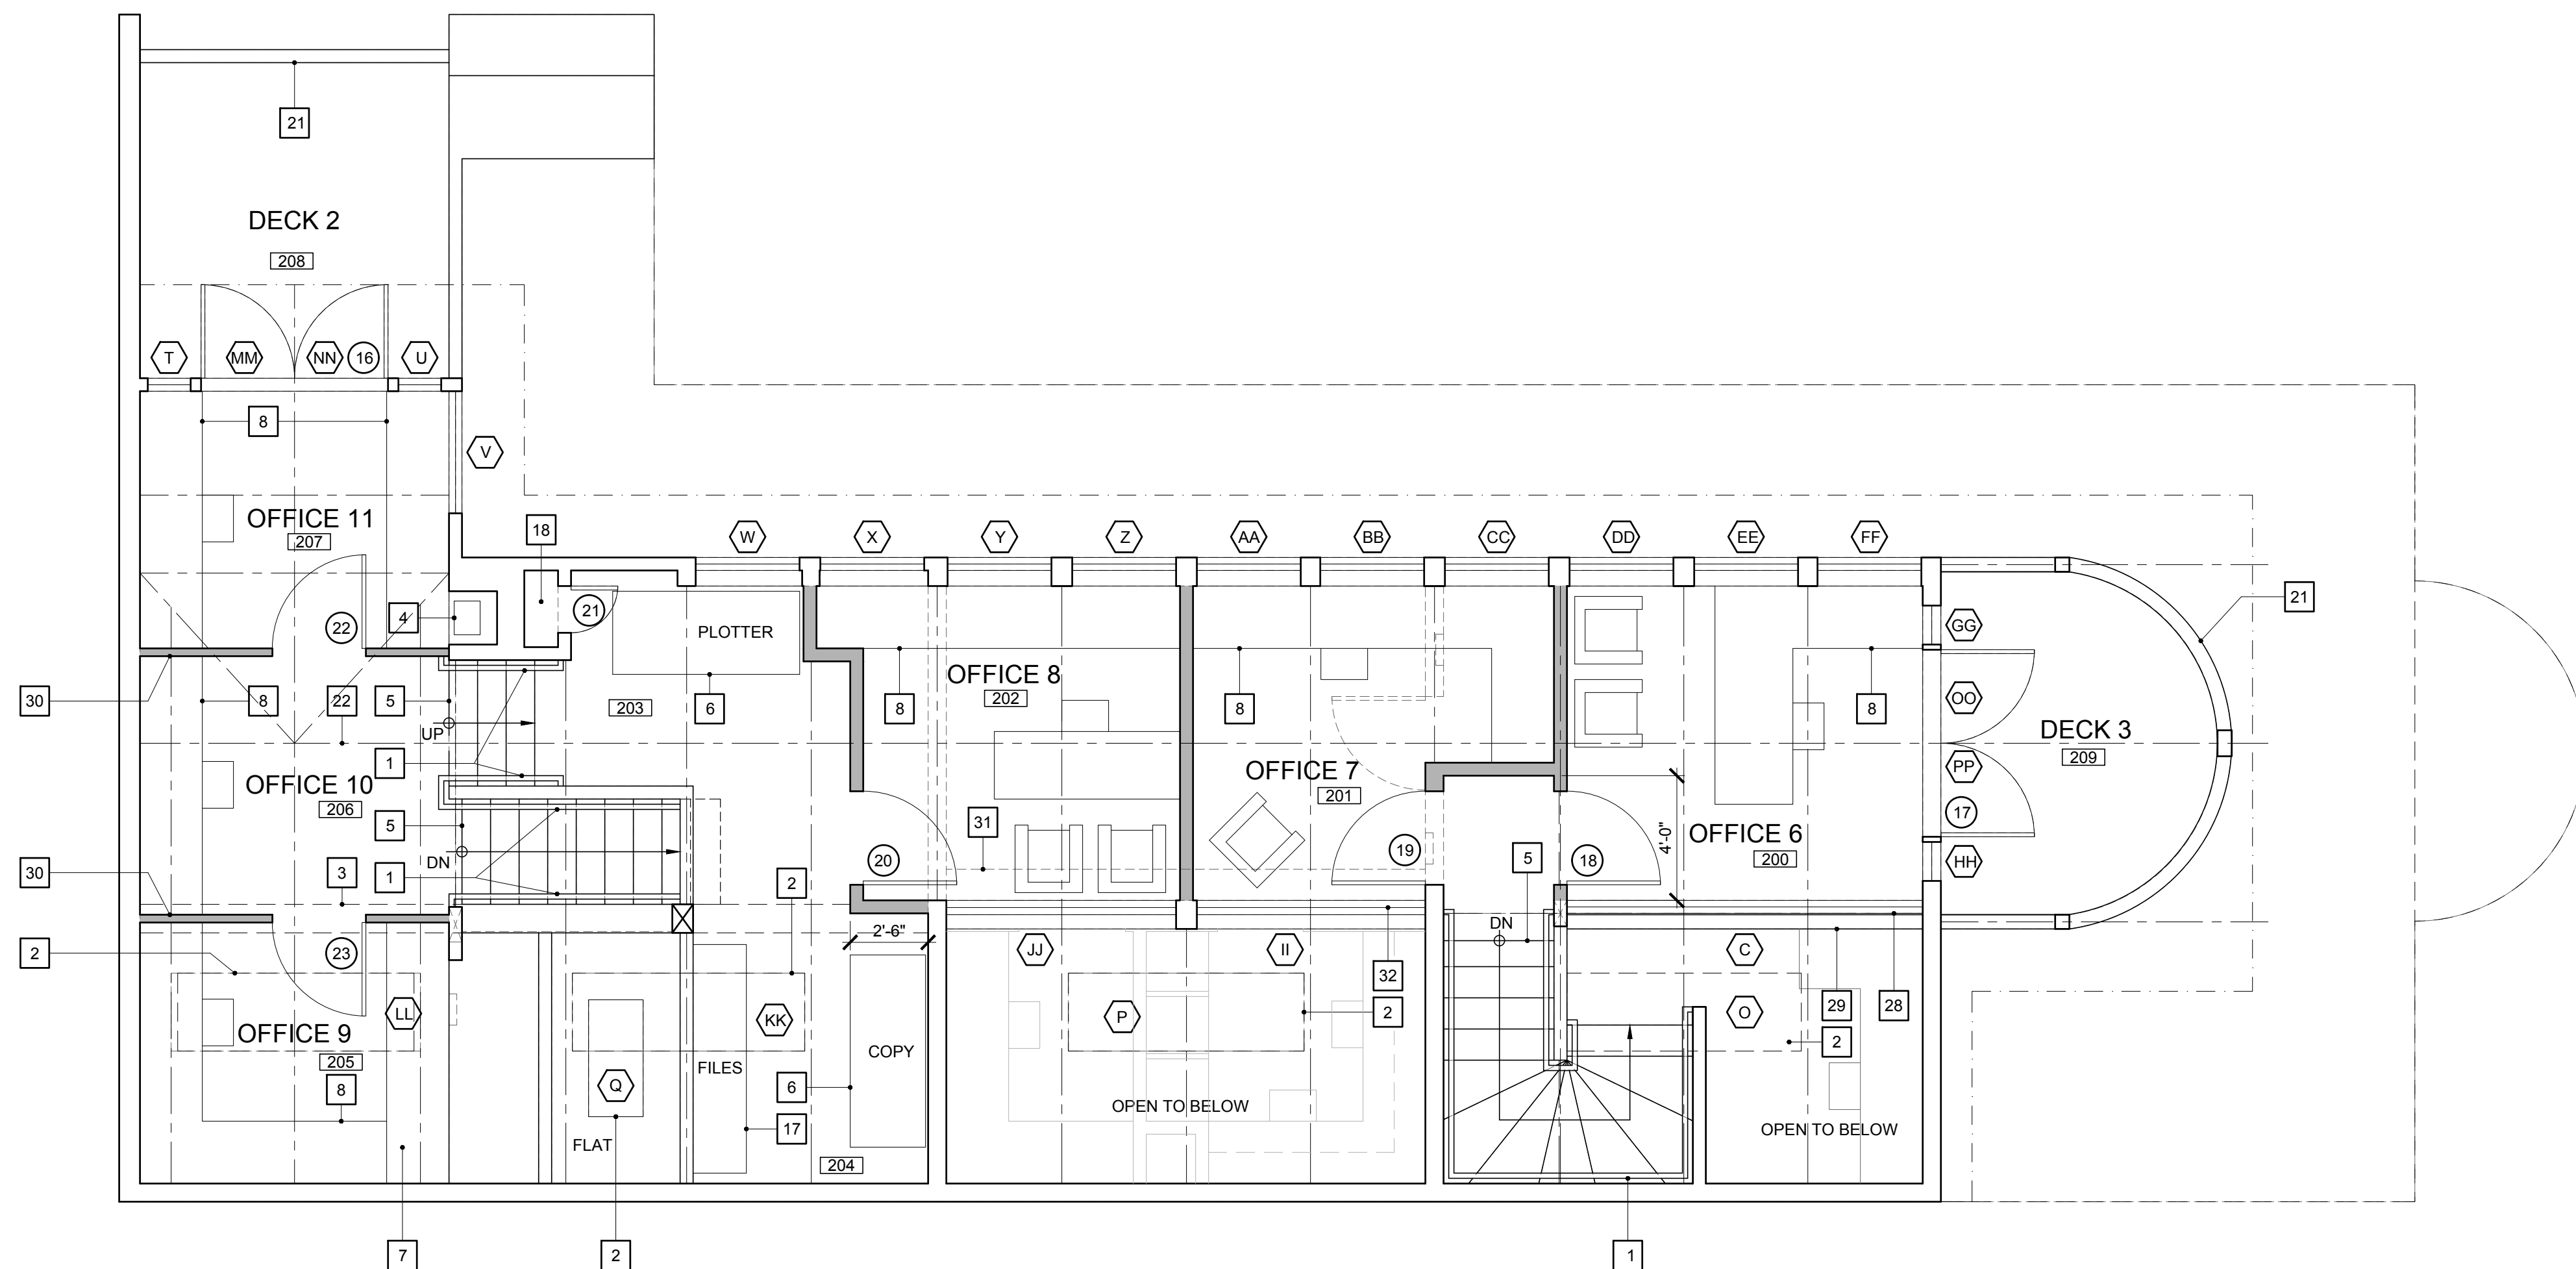 21
DECK 2
208
T
MM
NN
16
U
8
V
OFFICE 11
207
18
W
X
Y
Z
AA
BB
CC
DD
EE
FF
4
22
21
PLOTTER
GG
21
30
8
22
5
203
6
OFFICE 8
202
8
8
8
OO
UP
DECK 3
209
1
OFFICE 10
206
OFFICE 7
201
PP
5
31
OFFICE 6
200
17
4'-0"
DN
20
19
5
18
HH
30
3
1
2
2
23
2'-6"
DN
JJ
II
C
32
29
28
LL
OFFICE 9
205
KK
P
2
O
2
COPY
8
Q
FILES
6
OPEN TO BELOW
17
FLAT
204
OPEN TO BELOW
7
2
1